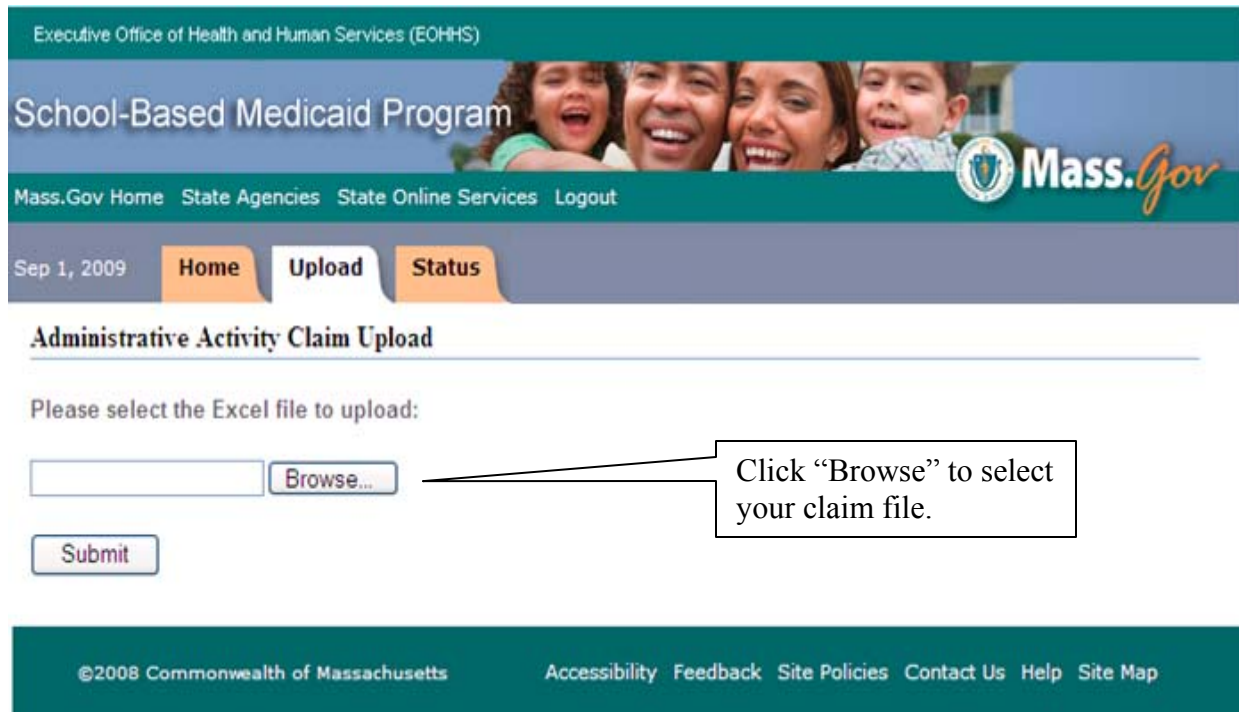 Executive Office of Health and Human Services (EOHHS)
School-Based Medicaid Program
Mass.Gov
Mass.Gov Home State Agencies State Online Services Logout
Sep 1, 2009 Home Upload Status
Administrative Activity Claim Upload
Please select the Excel file to upload:
Browse...
Click “Browse” to select
your claim file.
Submit
©2008 Commonwealth of Massachusetts Accessibility Feedback Site Policies Contact Us Help Site Map